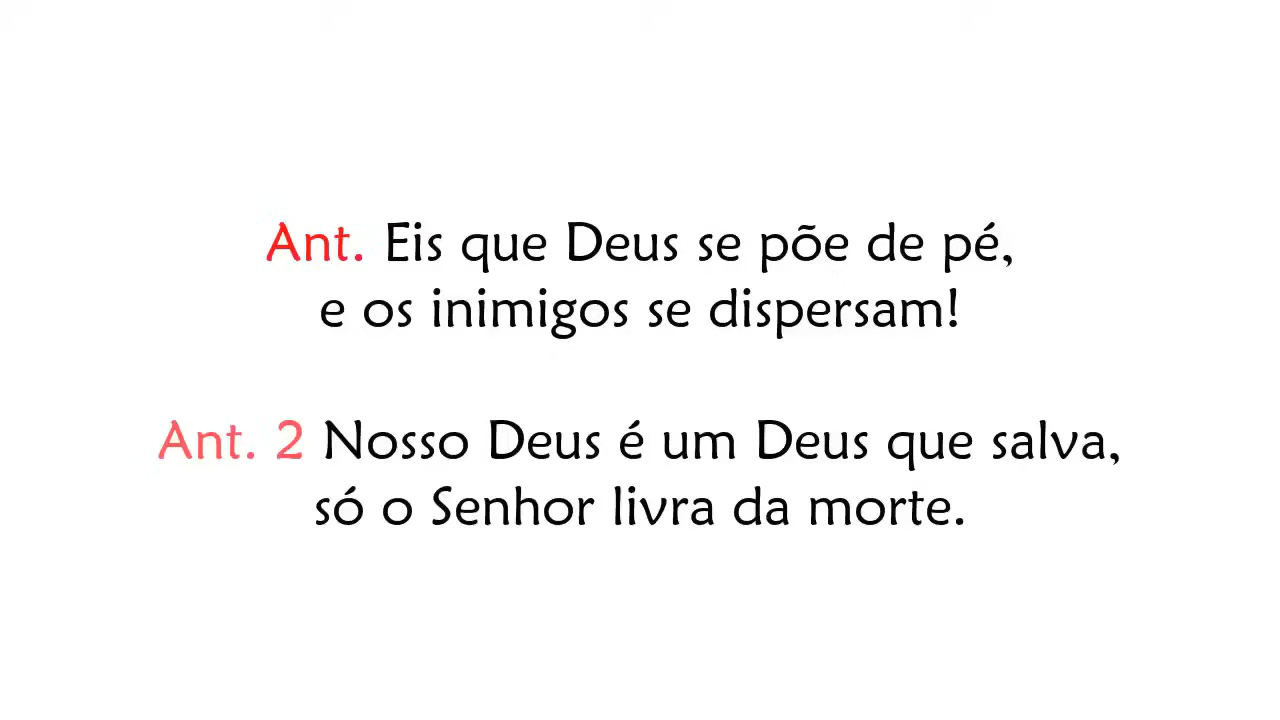 Ant. Eis que Deus se põe de pé,
e os inimigos se dispersam!
Ant. 2 Nosso Deus é um Deus que salva,
só o Senhor livra da morte.